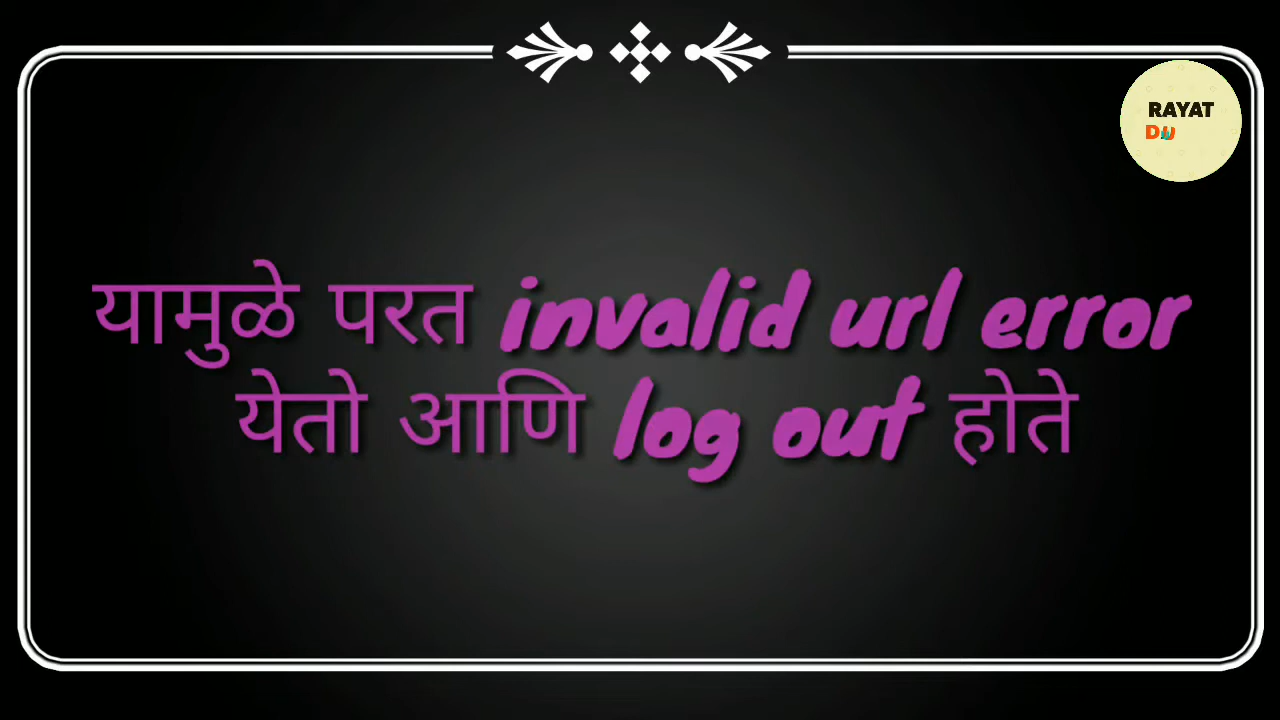 RAYAT
यामुळे परत invalid url error
येतो आणि log out होते